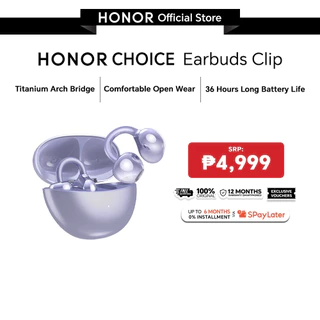 HONOR Official Store
HONOR CHOICE Earbuds Clip
Titanium Arch Bridge
Comfortable Open Wear
36 Hours Long Battery Life
SRP:
₱4,999
100%
ORIGINAL
12 MONTHS
EXCLUSIVE
VOUCHERS
UP TO 6 MONTHS
0% INSTALLMENT
SPayLater